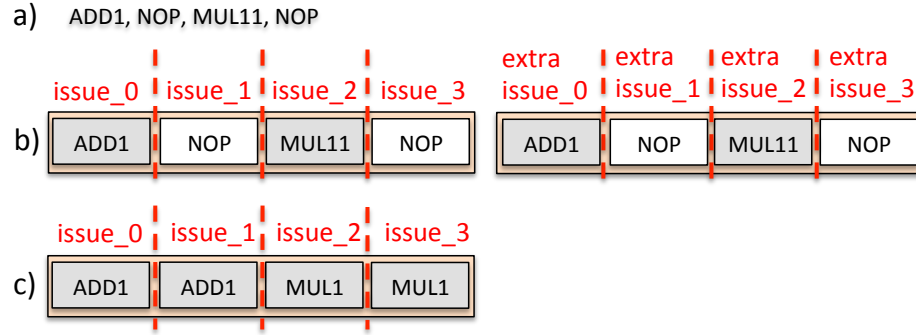 a) ADD1, NOP, MUL11, NOP
issue_0 issue_1 issue_2 issue_3
extra extra extra extra
issue_0 issue_1 issue_2 issue_3
b) ADD1 NOP MUL11 NOP ADD1 NOP MUL11 NOP
issue_0 issue_1 issue_2 issue_3
c) ADD1 ADD1 MUL1 MUL1